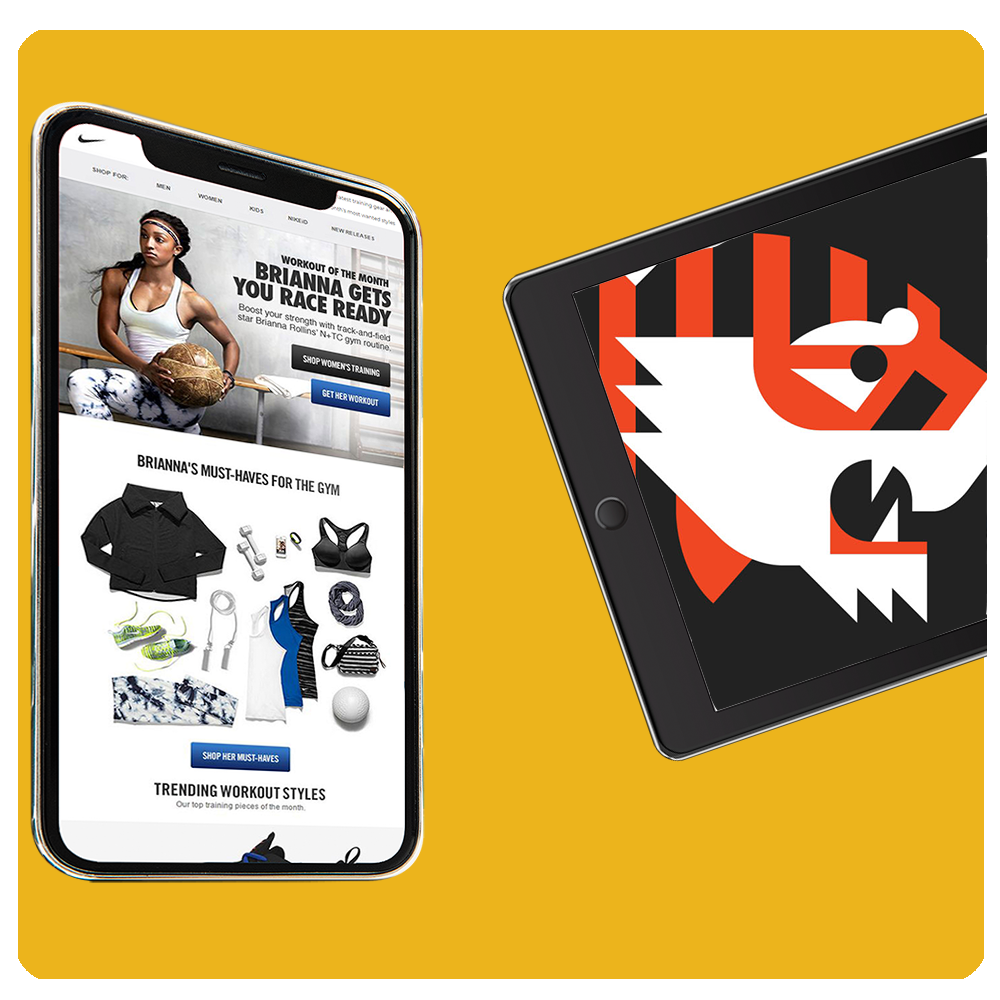 SHOP FOR: MEN WOMEN KIDS NIKEiD NEW RELEASES
latest training gear
most wanted styles
WORKOUT OF THE MONTH
BRIANNA GETS
YOU RACE READY
Boost your strength with track-and-field
star Brianna Rollins' N+TC gym routine.
SHOP WOMEN'S TRAINING
GET HER WORKOUT
BRIANNA'S MUST-HAVES FOR THE GYM
SHOP HER MUST-HAVES
TRENDING WORKOUT STYLES
Our top training pieces of the month.